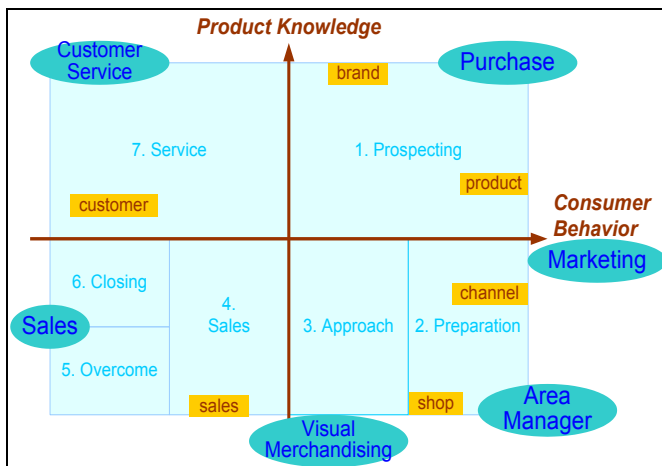 Product Knowledge
Customer
Service
Purchase
brand
7. Service
1. Prospecting
product
customer
Consumer
Behavior
Marketing
6. Closing
4.
Sales
3. Approach
2. Preparation
channel
Sales
5. Overcome
sales
shop
Area
Manager
Visual
Merchandising